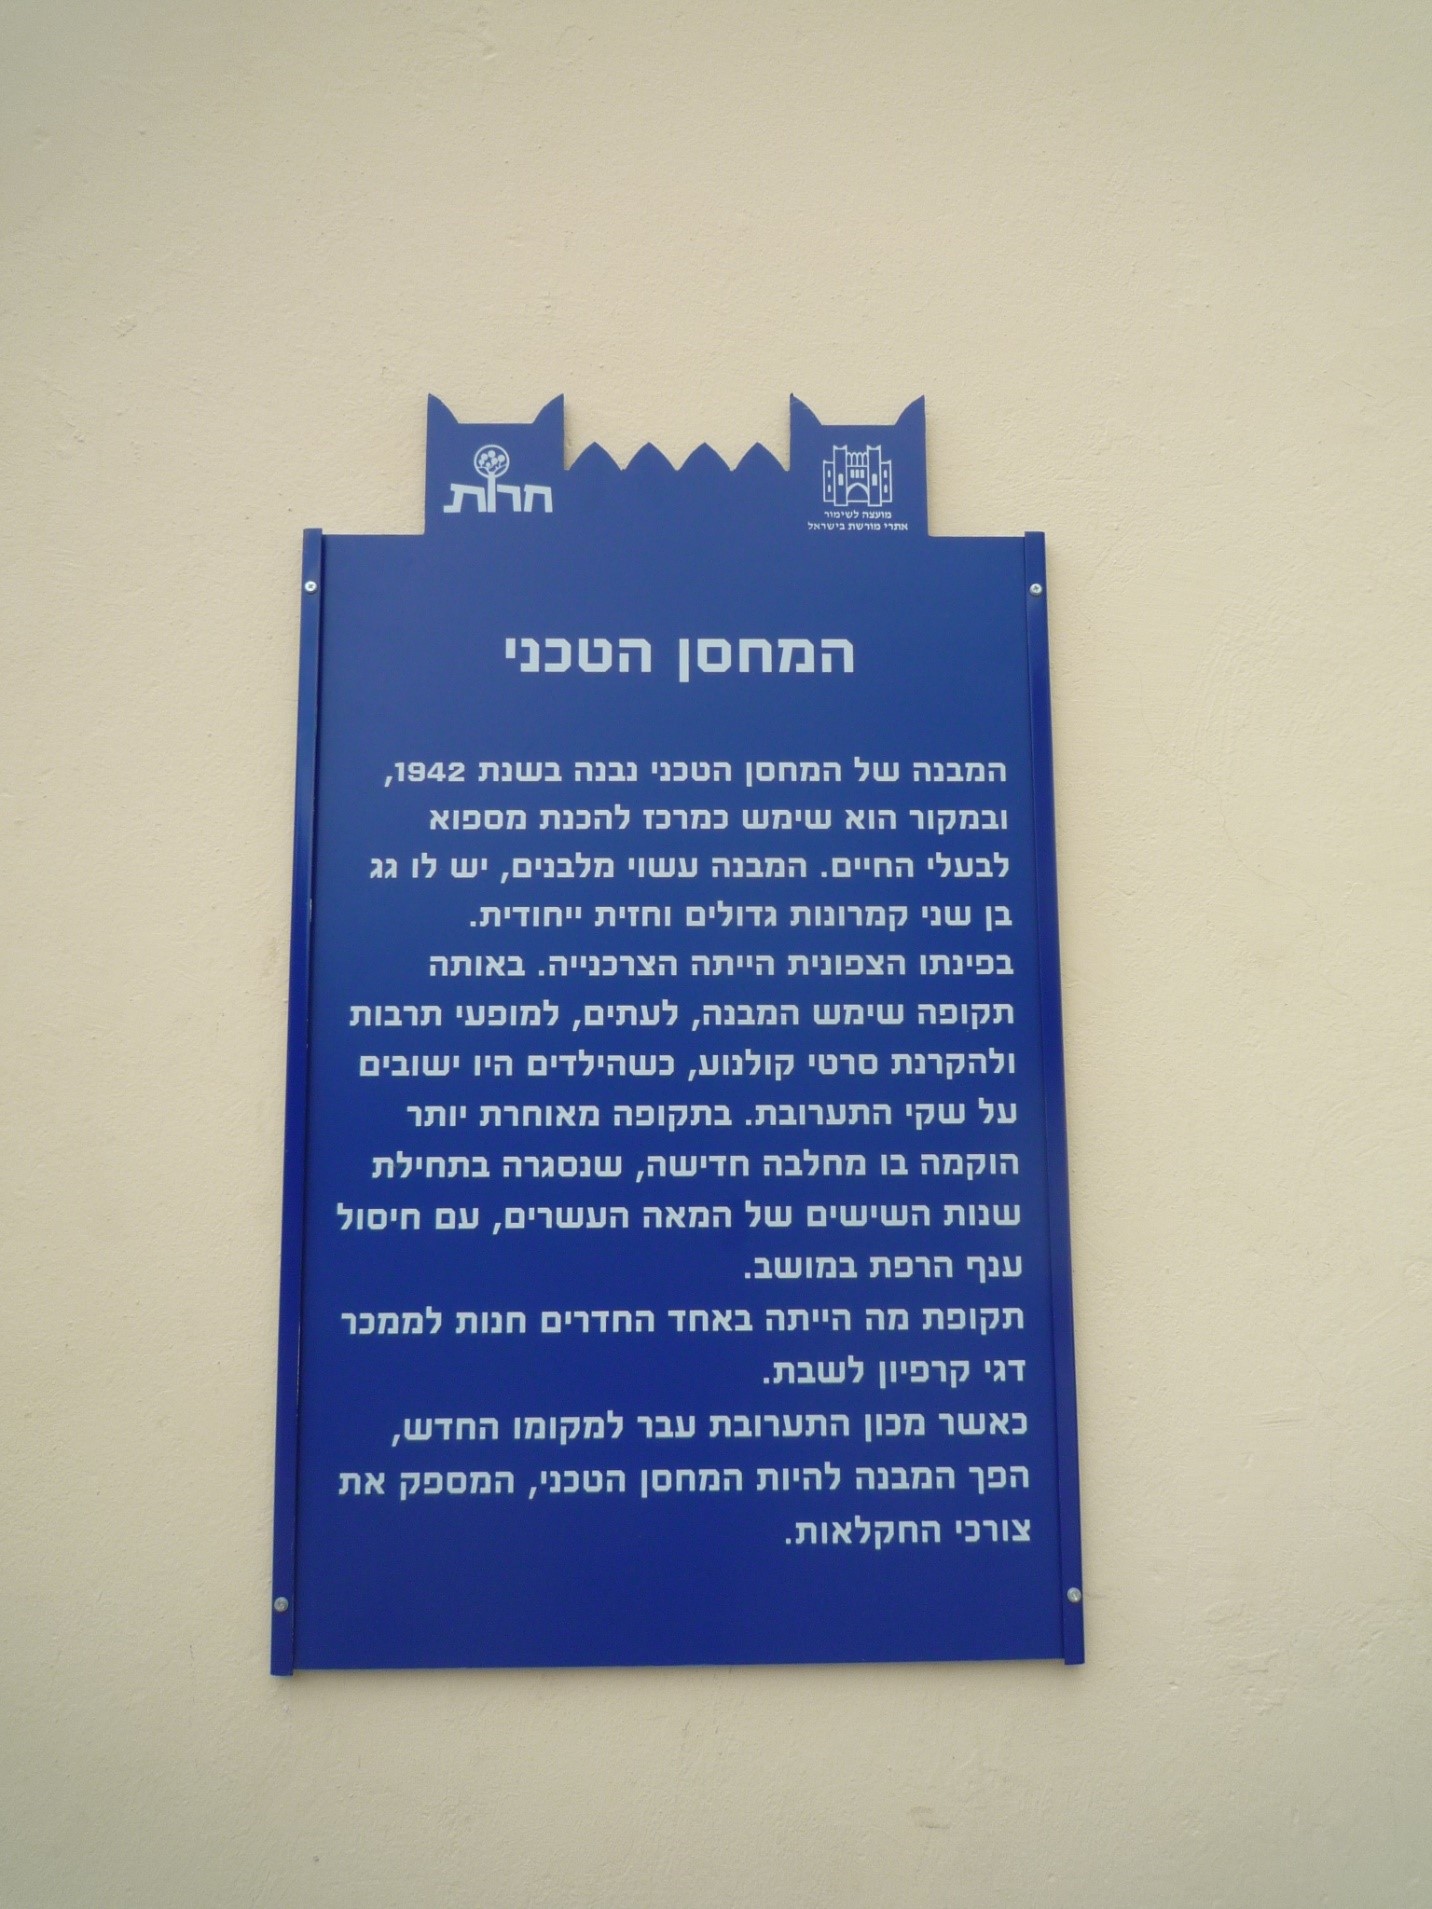 חרות
מועצה לשימור
אתרי מורשת בישראל
המחסן הטכני
המבנה של המחסן הטכני נבנה בשנת 1942,
ובמקור הוא שימש כמרכז להכנת מספוא
לבעלי החיים. המבנה עשוי מלבנים, יש לו גג
בן שני קמרונות גדולים וחזית ייחודית.
בפינתו הצפונית הייתה הצרכנייה. באותה
תקופה שימש המבנה, לעתים, למופעי תרבות
ולהקרנת סרטי קולנוע, כשהילדים היו ישובים
על שקי התערובת. בתקופה מאוחרת יותר
הוקמה בו מחלבה חדישה, שנסגרה בתחילת
שנות השישים של המאה העשרים, עם חיסול
ענף הרפת במושב.
תקופת מה הייתה באחד החדרים חנות לממכר
דגי קרפיון לשבת.
כאשר מכון התערובת עבר למקומו החדש,
הפך המבנה להיות המחסן הטכני, המספק את
צורכי החקלאות.